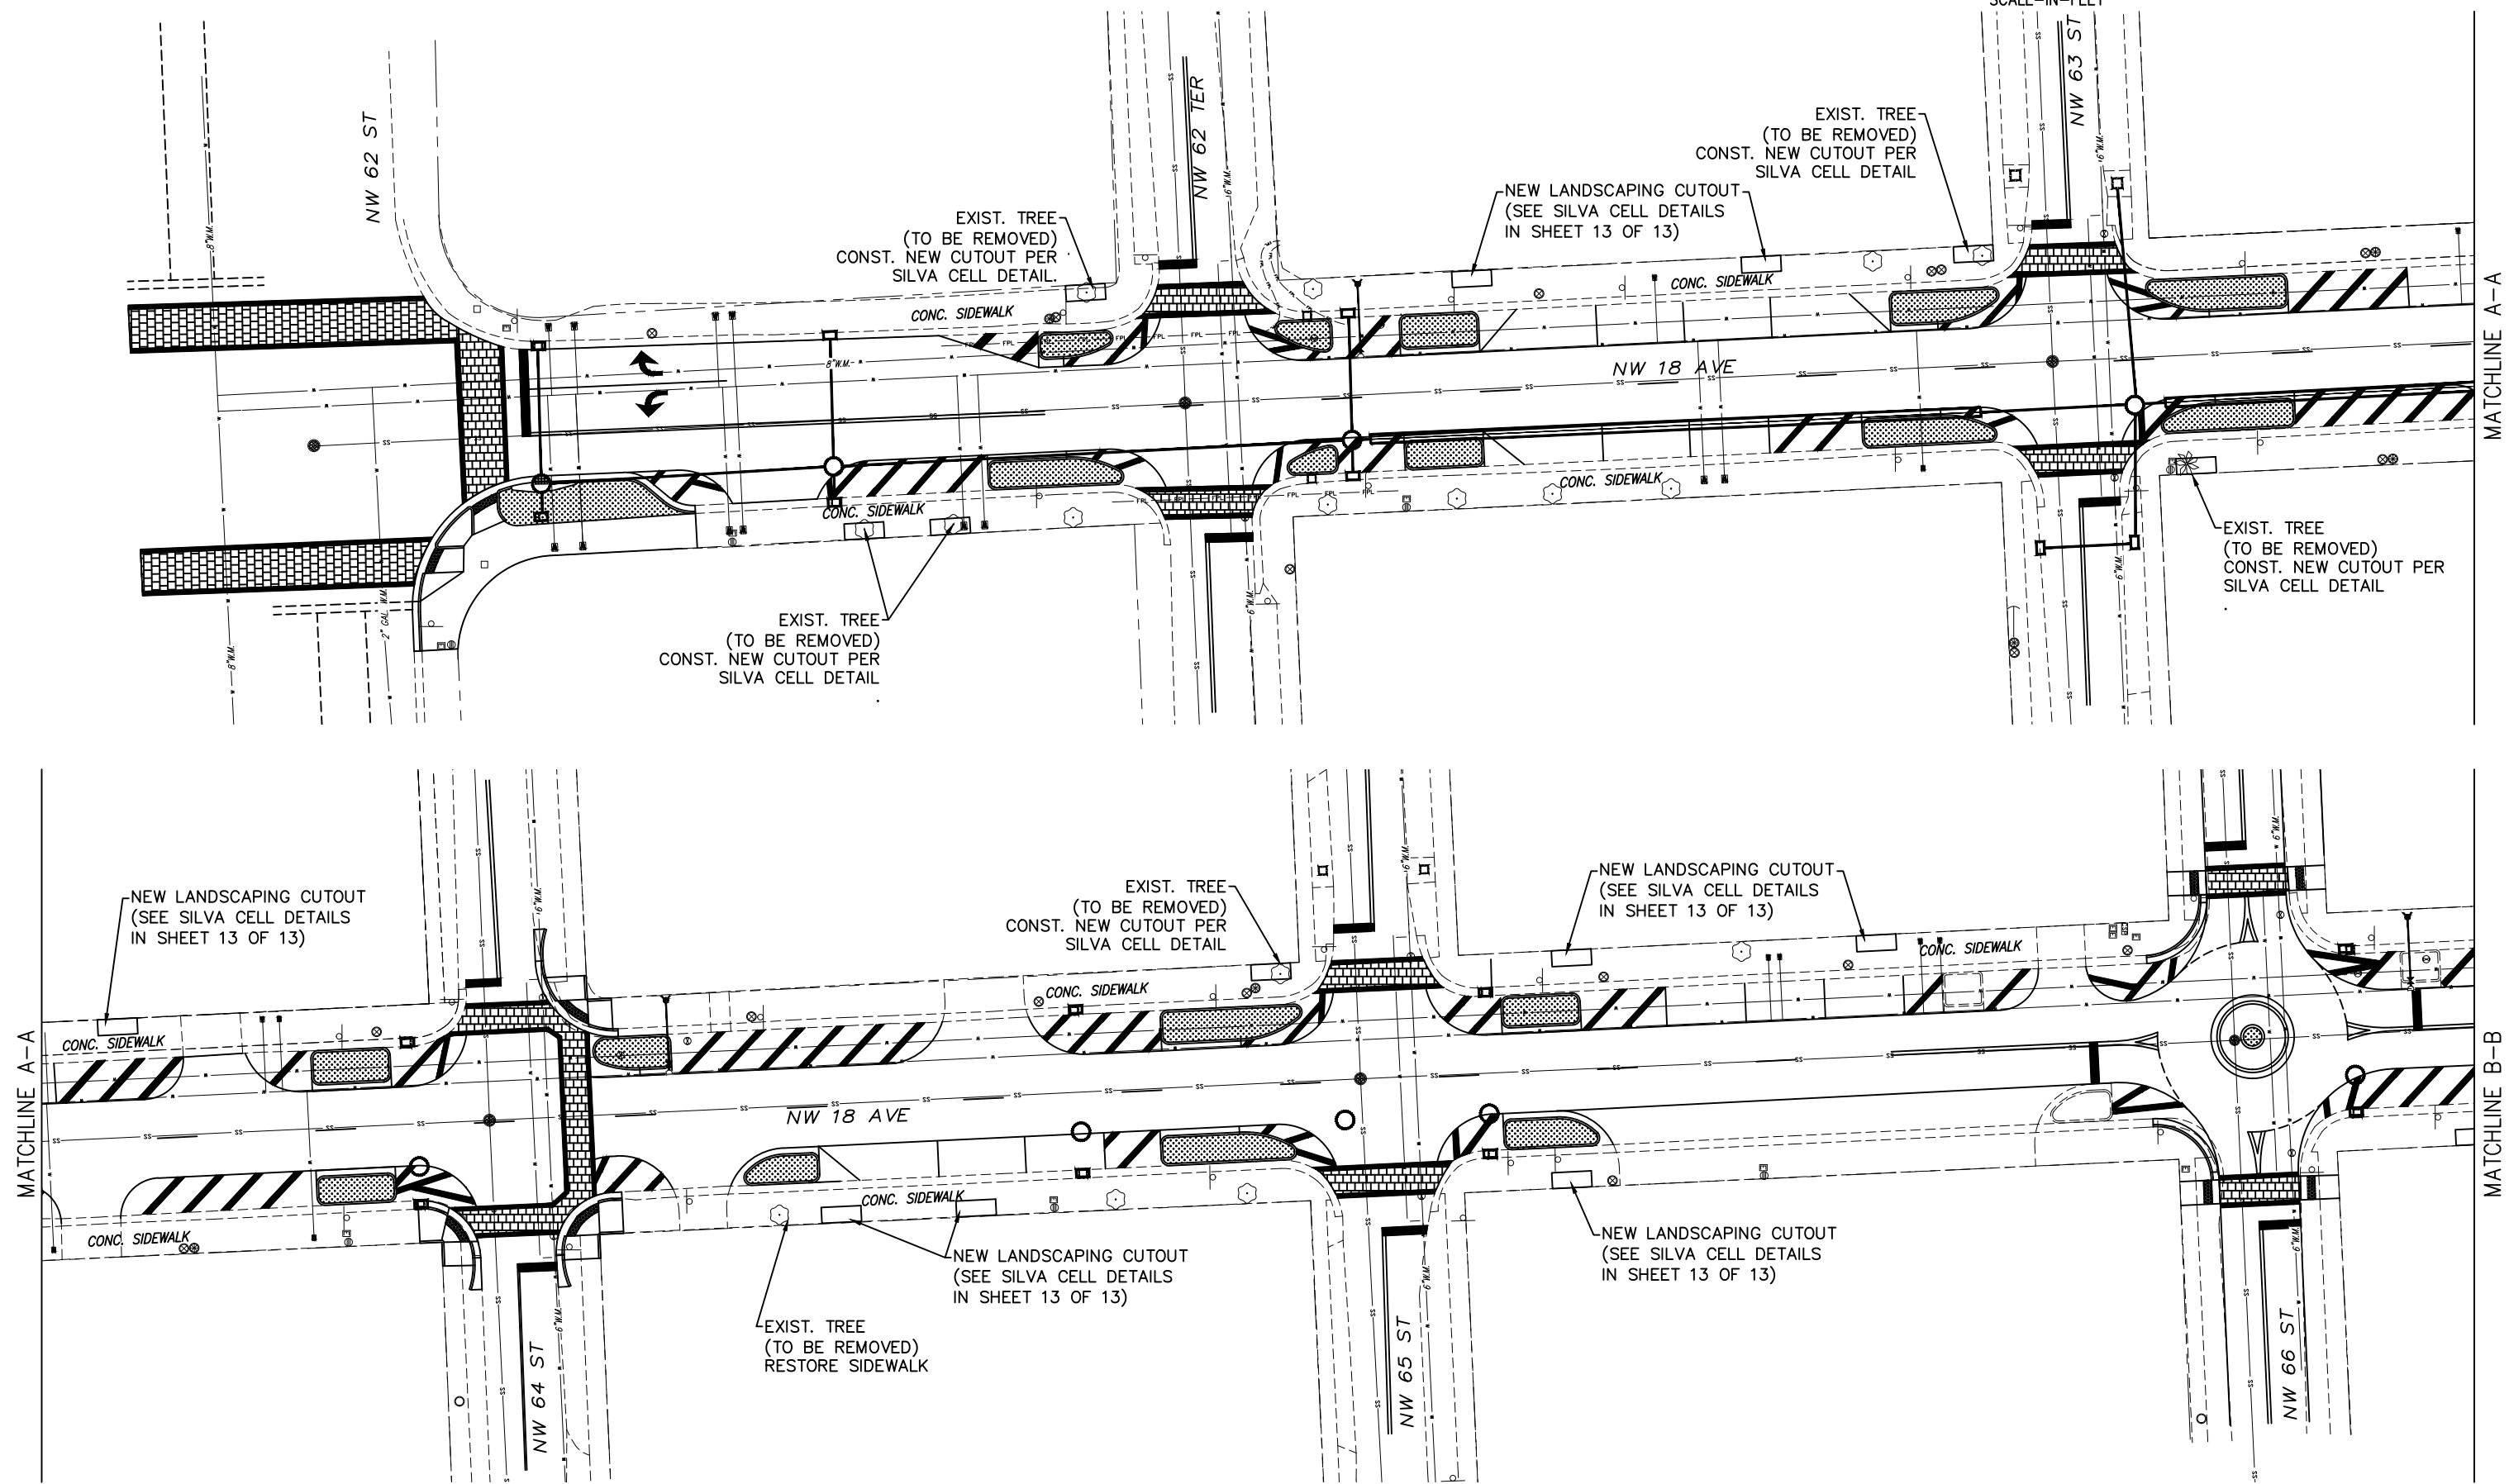 SCALE-IN-FEET
NW 62 ST
NW 62 TER
NW 63 ST
8"W.M.
6"W.M.
6"W.M.
EXIST. TREE
(TO BE REMOVED)
CONST. NEW CUTOUT PER
SILVA CELL DETAIL.
NEW LANDSCAPING CUTOUT
(SEE SILVA CELL DETAILS
IN SHEET 13 OF 13)
EXIST. TREE
(TO BE REMOVED)
CONST. NEW CUTOUT PER
SILVA CELL DETAIL
CONC. SIDEWALK
CONC. SIDEWALK
8"W.M.
NW 18 AVE
MATCHLINE A-A
CONC. SIDEWALK
CONC. SIDEWALK
EXIST. TREE
(TO BE REMOVED)
CONST. NEW CUTOUT PER
SILVA CELL DETAIL
.
EXIST. TREE
(TO BE REMOVED)
CONST. NEW CUTOUT PER
SILVA CELL DETAIL
.
8"W.M.
2" GAL. W.M.
6"W.M.
6"W.M.
MATCHLINE A-A
NEW LANDSCAPING CUTOUT
(SEE SILVA CELL DETAILS
IN SHEET 13 OF 13)
6"W.M.
EXIST. TREE
(TO BE REMOVED)
CONST. NEW CUTOUT PER
SILVA CELL DETAIL
6"W.M.
NEW LANDSCAPING CUTOUT
(SEE SILVA CELL DETAILS
IN SHEET 13 OF 13)
6"W.M.
CONC. SIDEWALK
CONC. SIDEWALK
CONC. SIDEWALK
NW 18 AVE
CONC. SIDEWALK
CONC. SIDEWALK
NEW LANDSCAPING CUTOUT
(SEE SILVA CELL DETAILS
IN SHEET 13 OF 13)
EXIST. TREE
(TO BE REMOVED)
RESTORE SIDEWALK
NEW LANDSCAPING CUTOUT
(SEE SILVA CELL DETAILS
IN SHEET 13 OF 13)
6"W.M.
6"W.M.
6"W.M.
NW 64 ST
NW 65 ST
NW 66 ST
MATCHLINE B-B